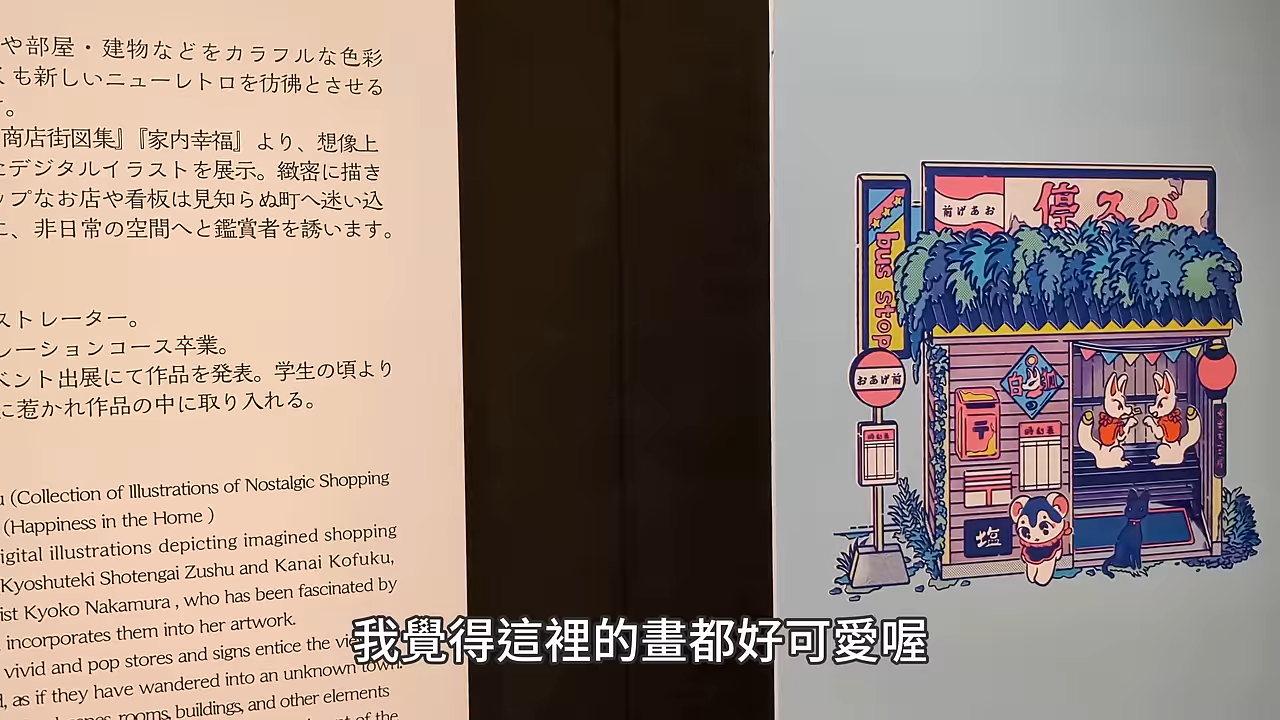 や部屋・建物などをカラフルな色彩
くも新しいニューレトロを彷彿とさせる
す。
商店街図集』『家内幸福』より、想像上
たデジタルイラストを展示。緻密に描き
ップなお店や看板は見知らぬ町へ迷い込
に、非日常の空間へと鑑賞者を誘います。
ストレーター。
レーションコース卒業。
ベント出展にて作品を発表。学生の頃より
に惹かれ作品の中に取り入れる。
u (Collection of Illustrations of Nostalgic Shopping
(Happiness in the Home )
igital illustrations depicting imagined shopping
Kyoshuteki Shotengai Zushu and Kanai Kofuku,
ist Kyoko Nakamura , who has been fascinated by
incorporates them into her artwork.
vivid and pop stores and signs entice the
d, as if they have wandered into an unknown town.
rooms, buildings, and other elements
of the
前げあお
停スバ
bus stop
おあげ前
時刻表
白
〒
時刻表
塩
我覺得這裡的畫都好可愛喔